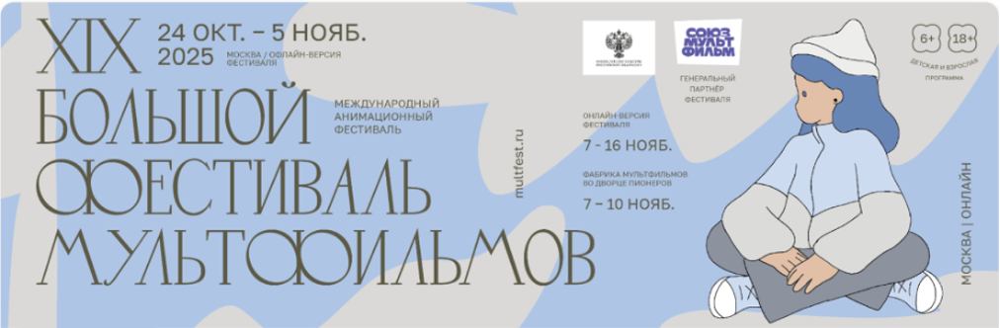 XIX
24 ОКТ. – 5 НОЯБ.
2025
МОСКВА / ОФЛАЙН-ВЕРСИЯ
ФЕСТИВАЛЯ
БОЛЬШОЙ
ФЕСТИВАЛЬ
МУЛЬТФИЛЬМОВ
МЕЖДУНАРОДНЫЙ
АНИМАЦИОННЫЙ
ФЕСТИВАЛЬ
multfest.ru
СОЮЗ
МУЛЬТ
ФИЛЬМ
ГЕНЕРАЛЬНЫЙ
ПАРТНЁР
ФЕСТИВАЛЯ
ОНЛАЙН-ВЕРСИЯ
ФЕСТИВАЛЯ
7 - 16 НОЯБ.
ФАБРИКА МУЛЬТФИЛЬМОВ
ВО ДВОРЦЕ ПИОНЕРОВ
7 – 10 НОЯБ.
6+
18+
ДЕТСКАЯ И ВЗРОСЛАЯ
ПРОГРАММА
МОСКВА | ОНЛАЙН